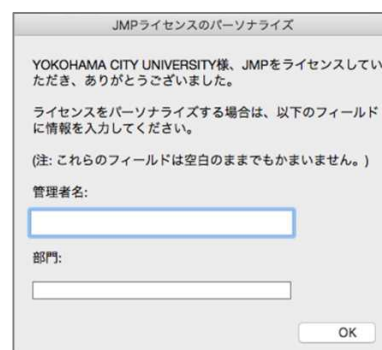 JMPライセンスのパーソナライズ
YOKOHAMA CITY UNIVERSITY様、JMPをライセンスしてい
ただき、ありがとうございました。
ライセンスをパーソナライズする場合は、以下のフィールド
に情報を入力してください。
(注: これらのフィールドは空白のままでもかまいません。)
管理者名:
部門:
OK